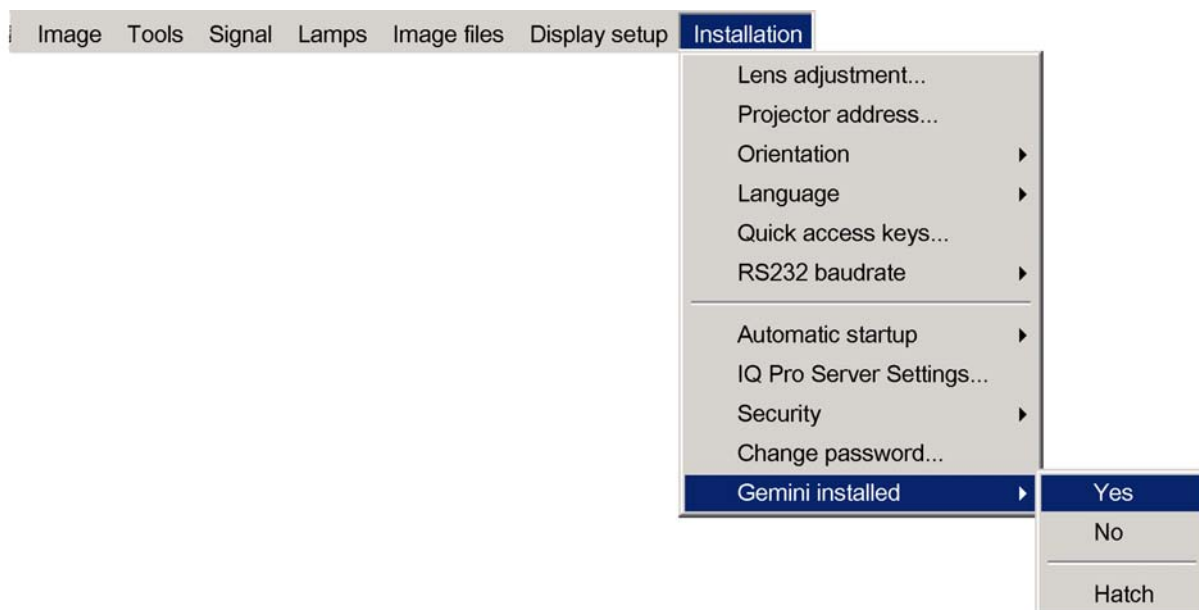 Image Tools Signal Lamps Image files Display setup Installation
Lens adjustment...
Projector address...
Orientation
Language
Quick access keys...
RS232 baudrate
Automatic startup
IQ Pro Server Settings...
Security
Change password...
Gemini installed
Yes
No
Hatch